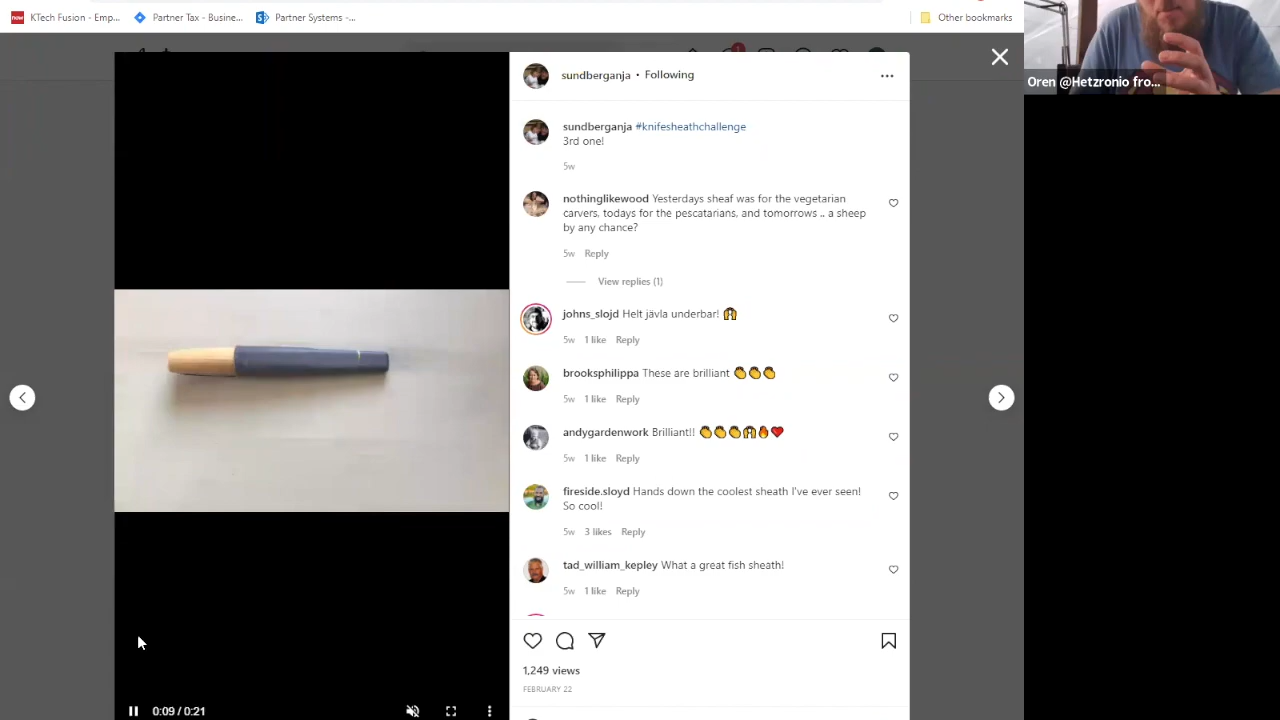 KTech Fusion - Emp...
Partner Tax - Busine...
Partner Systems -...
Other bookmarks
Oren @Hetzronio fro...
sundberganja • Following
sundberganja #knifesheathchallenge
3rd one!
5w
nothinglikewood Yesterdays sheaf was for the vegetarian
carvers, todays for the pescatarians, and tomorrows .. a sheep
by any chance?
5w Reply
View replies (1)
johns_slojd Helt jävla underbar! 🙌
5w 1 like Reply
brooksphilippa These are brilliant 👏👏👏
5w 1 like Reply
andygardenwork Brilliant!! 👏👏👏🙌🔥❤️
5w 1 like Reply
fireside.sloyd Hands down the coolest sheath I've ever seen!
So cool!
5w 3 likes Reply
tad_william_kepley What a great fish sheath!
5w 1 like Reply
1,249 views
FEBRUARY 22
0:09 / 0:21